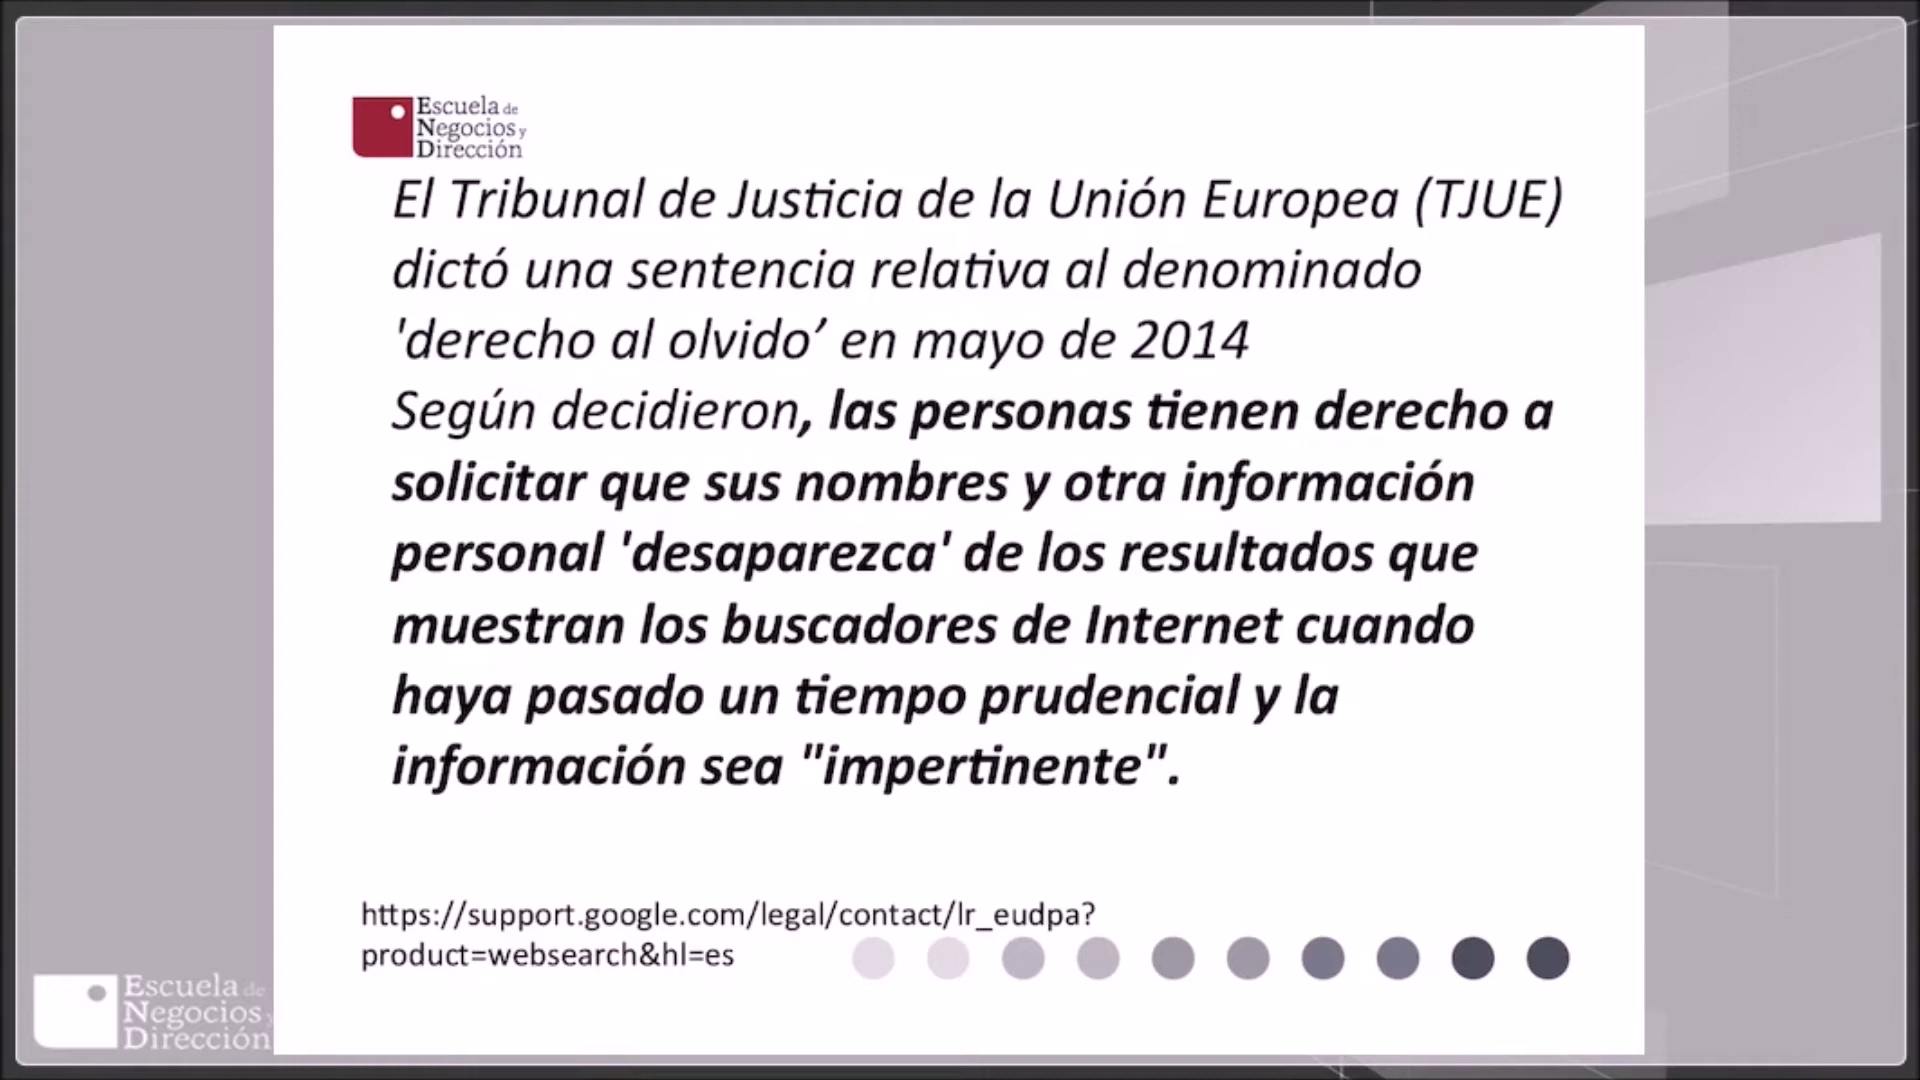 Escuela de
Negocios y
Dirección
El Tribunal de Justicia de la Unión Europea (TJUE)
dictó una sentencia relativa al denominado
'derecho al olvido’ en mayo de 2014
Según decidieron, las personas tienen derecho a
solicitar que sus nombres y otra información
personal 'desaparezca' de los resultados que
muestran los buscadores de Internet cuando
haya pasado un tiempo prudencial y la
información sea "impertinente".
https://support.google.com/legal/contact/lr_eudpa?
product=websearch&hl=es
Escuela de
Negocios y
Dirección